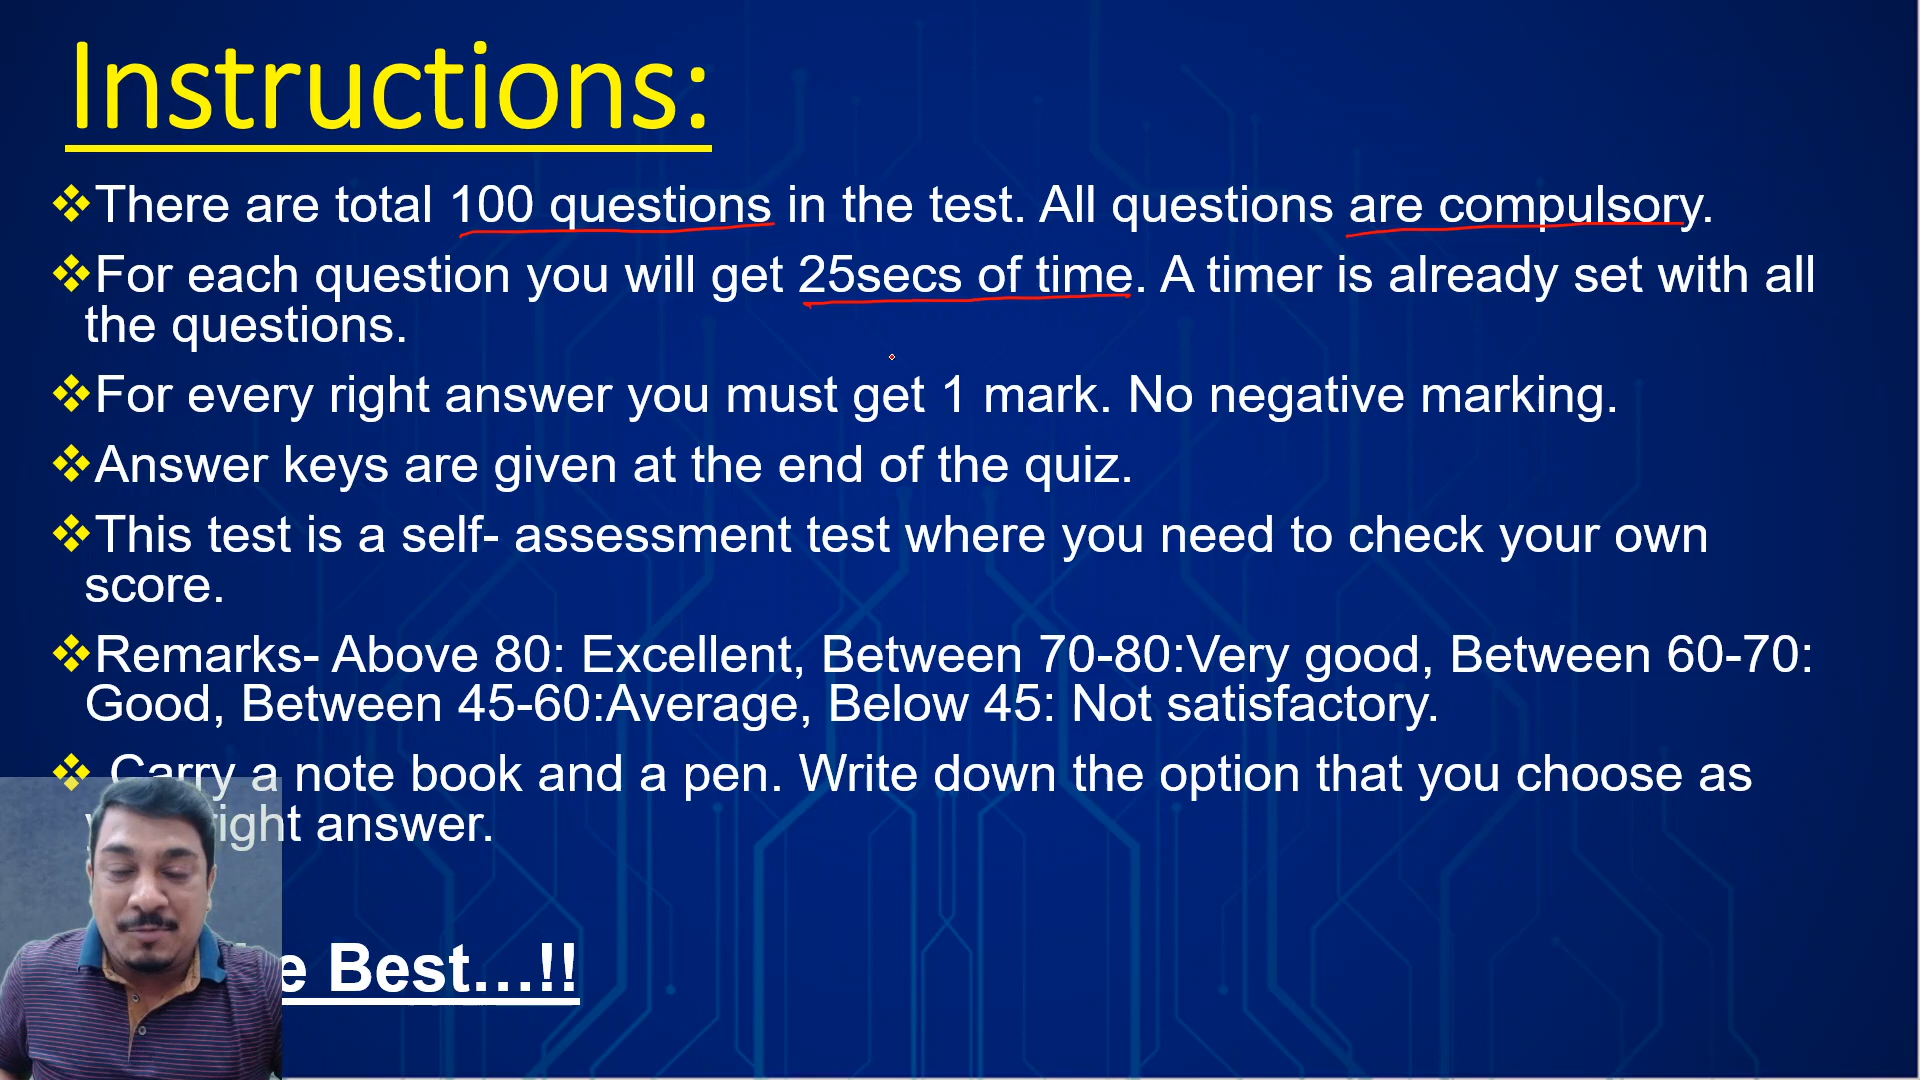 Instructions:
❖There are total 100 questions in the test. All questions are compulsory.
❖For each question you will get 25secs of time. A timer is already set with all
the questions.
❖For every right answer you must get 1 mark. No negative marking.
❖Answer keys are given at the end of the quiz.
❖This test is a self- assessment test where you need to check your own
score.
❖Remarks- Above 80: Excellent, Between 70-80:Very good, Between 60-70:
Good, Between 45-60:Average, Below 45: Not satisfactory.
❖ Carry a note book and a pen. Write down the option that you choose as
right answer.
Best…!!